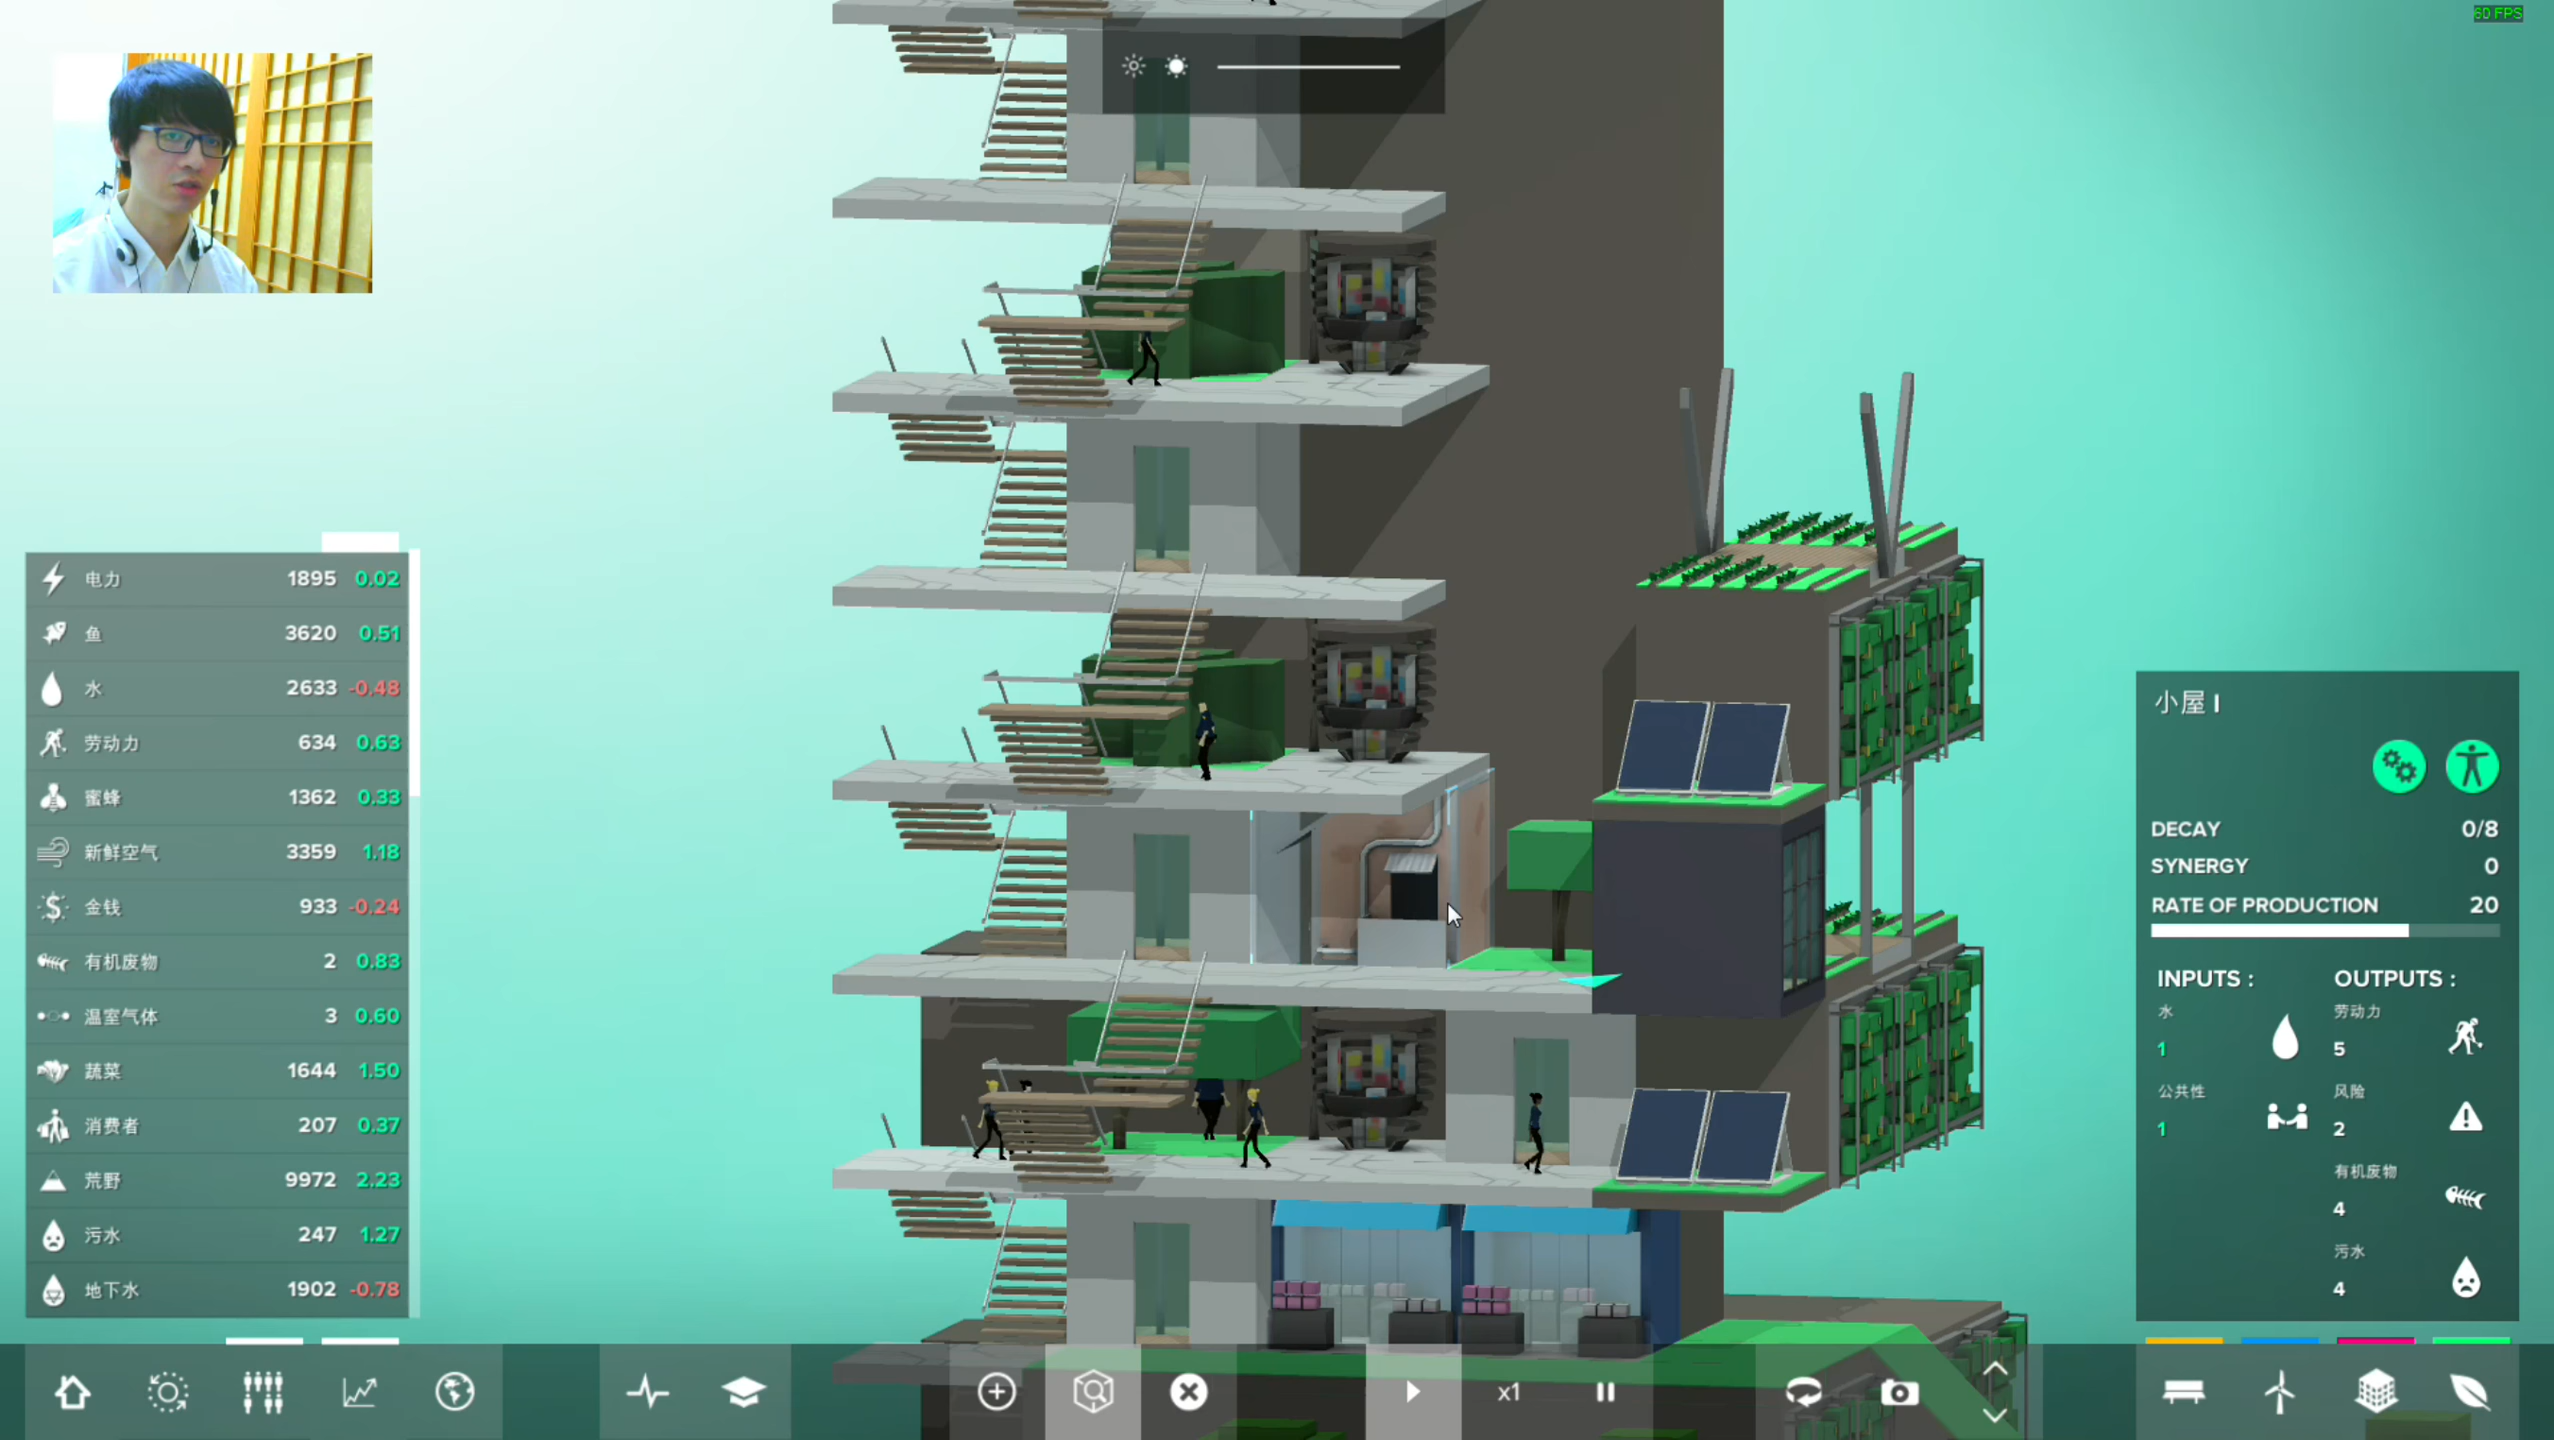 60 FPS
电力 1895 0.02
鱼 3620 0.51
水 2633 -0.48
劳动力 634 0.63
蜜蜂 1362 0.33
新鲜空气 3359 1.18
金钱 933 -0.24
有机废物 2 0.83
温室气体 3 0.60
蔬菜 1644 1.50
消费者 207 0.37
荒野 9972 2.23
污水 247 1.27
地下水 1902 -0.78
小屋 I
DECAY 0/8
SYNERGY 0
RATE OF PRODUCTION 20
INPUTS : OUTPUTS :
水 劳动力
1 5
公共性 风险
1 2
有机废物
4
污水
4
x1